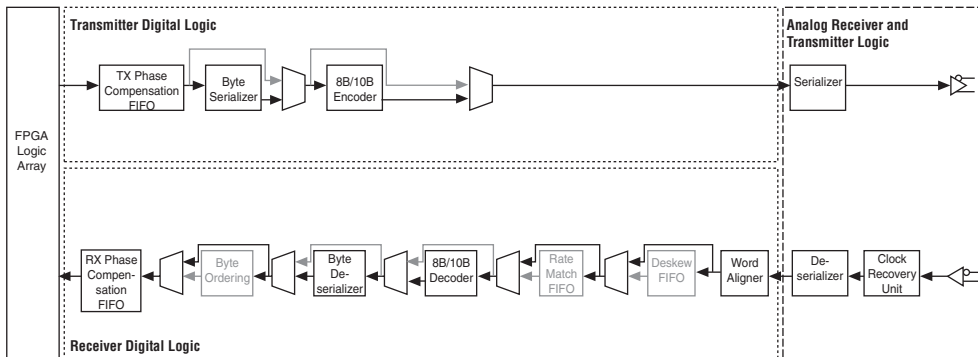 Transmitter Digital Logic
Analog Receiver and
Transmitter Logic
TX Phase
Compensation
FIFO
Byte
Serializer
8B/10B
Encoder
Serializer
FPGA
Logic
Array
RX Phase
Compen-
sation
FIFO
Byte
Ordering
Byte
De-
serializer
8B/10B
Decoder
Rate
Match
FIFO
Deskew
FIFO
Word
Aligner
De-
serializer
Clock
Recovery
Unit
Receiver Digital Logic